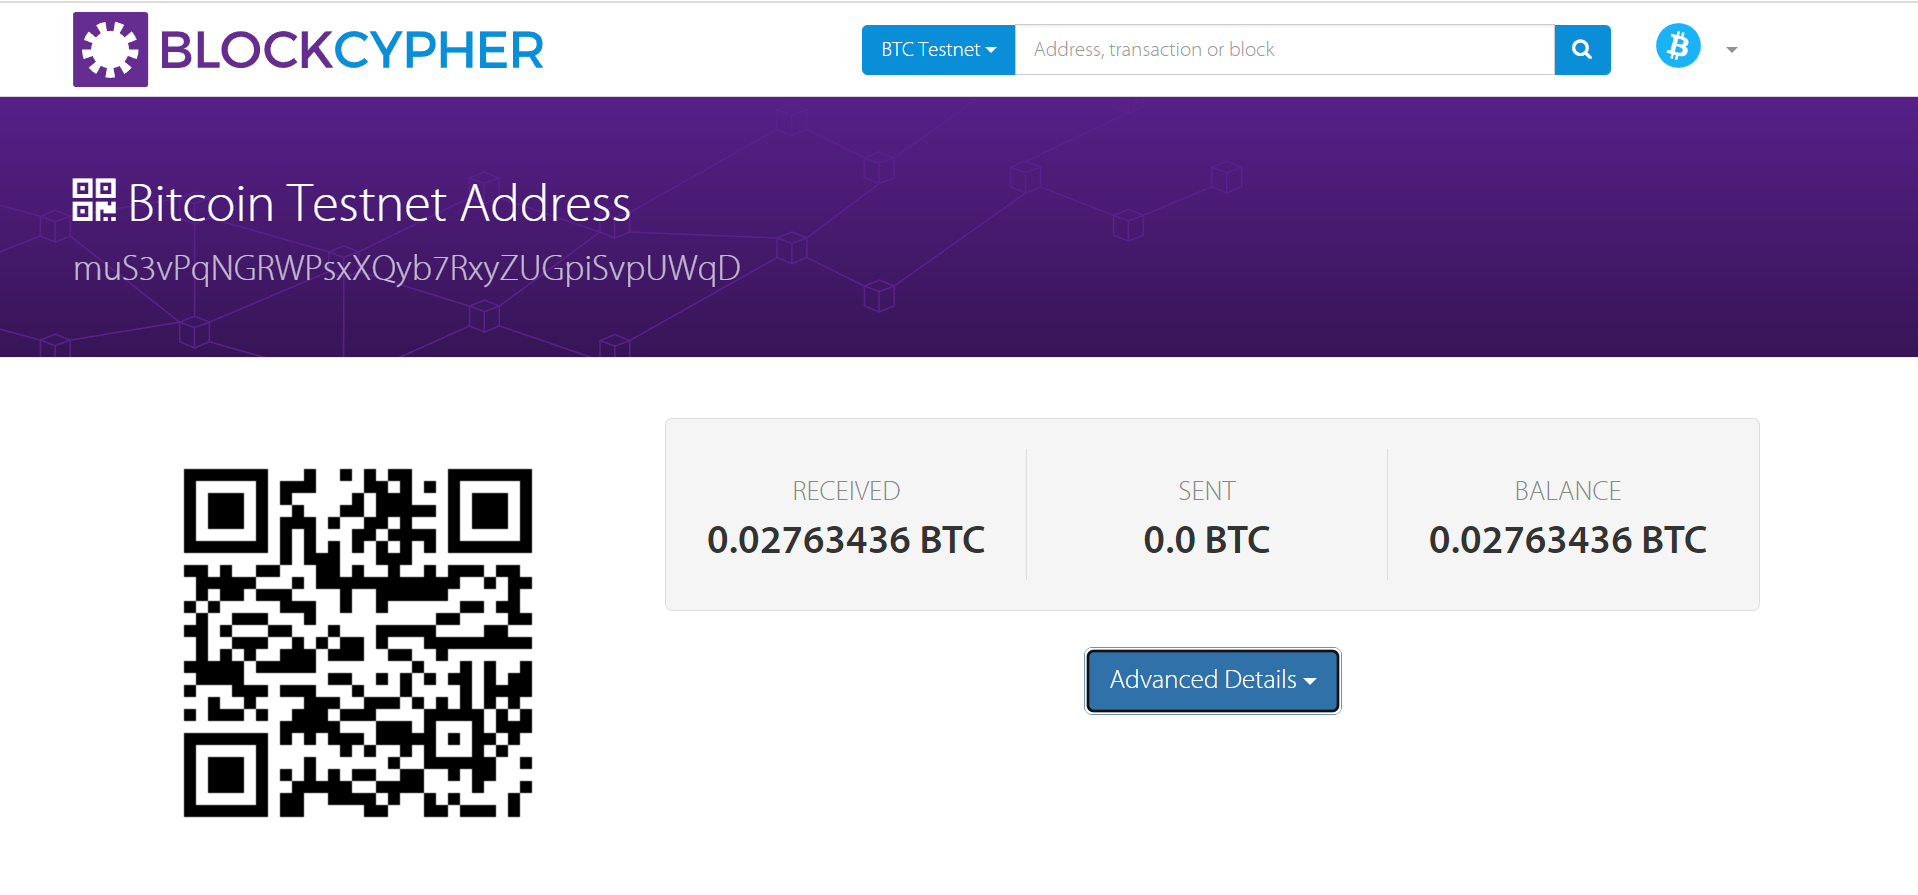 BLOCKCYPHER
BTC Testnet
Address, transaction or block
Bitcoin Testnet Address
muS3vPqNGRWPsxXQyb7RxyZUGpiSvpUWqD
RECEIVED
0.02763436 BTC
SENT
0.0 BTC
BALANCE
0.02763436 BTC
Advanced Details